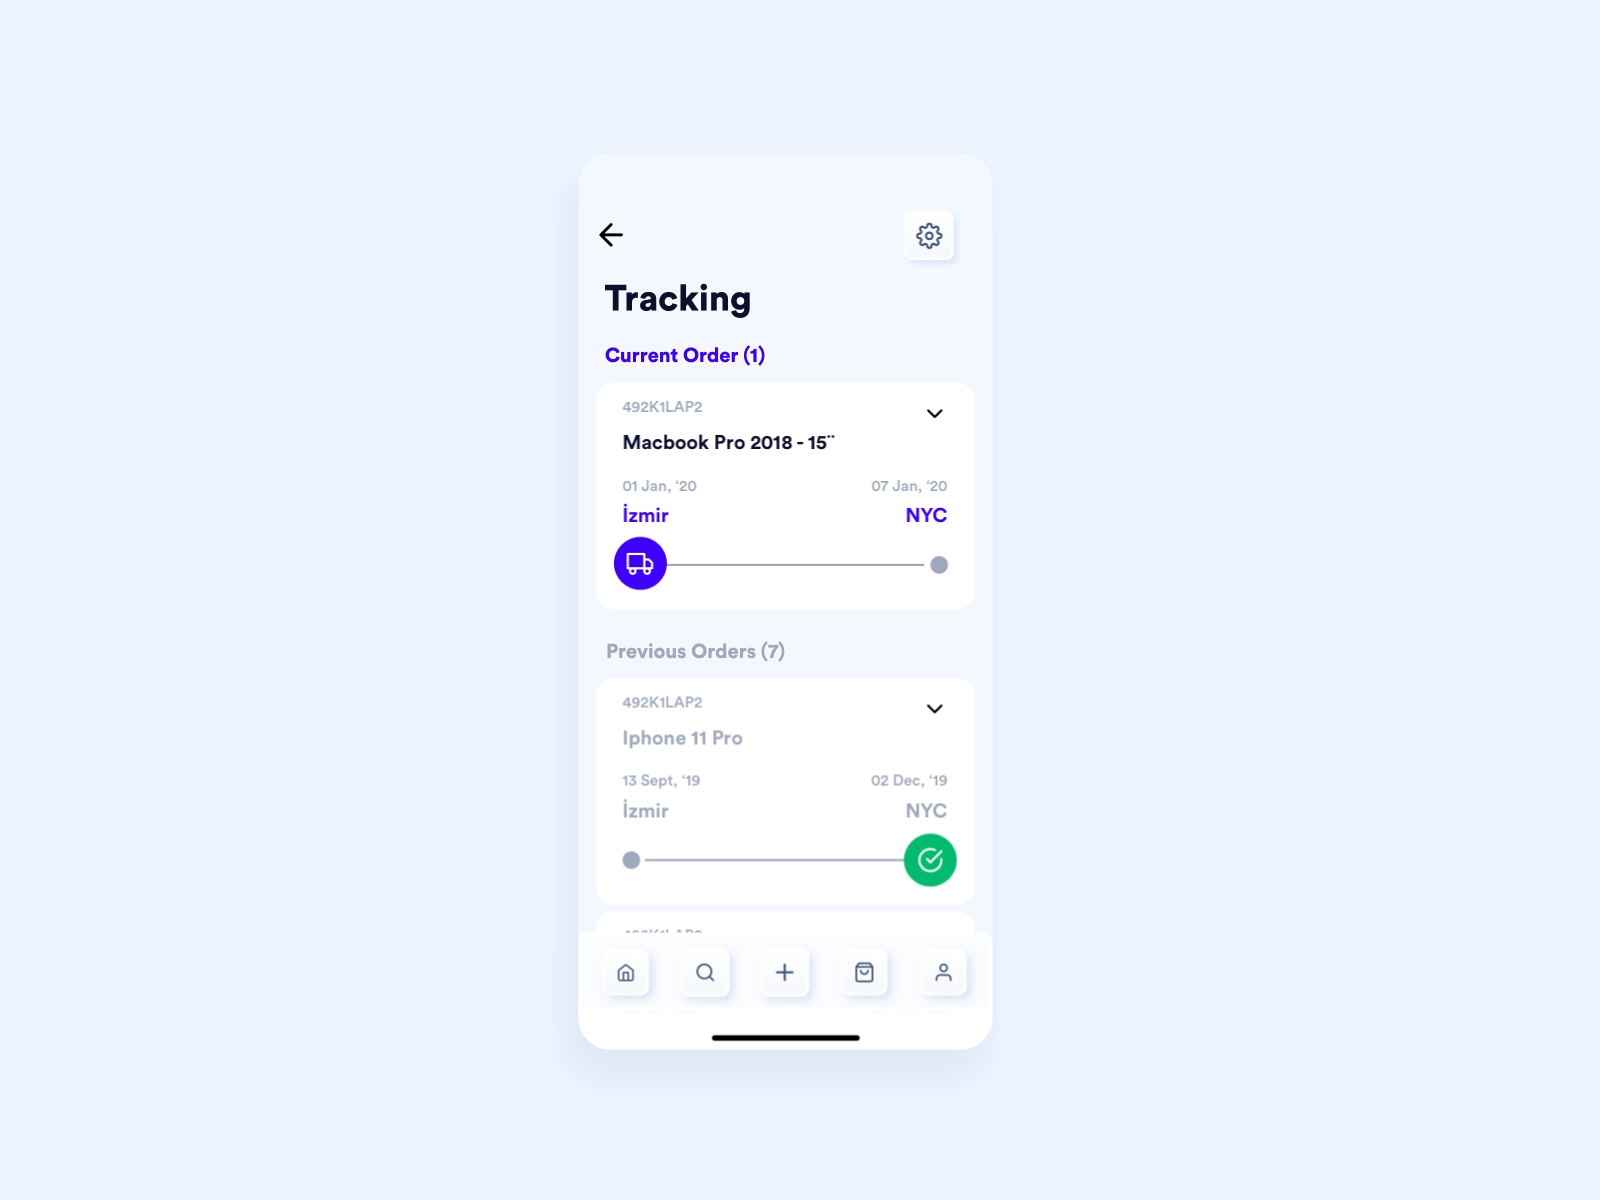 Tracking
Current Order (1)
492K1LAP2
Macbook Pro 2018 - 15¨
01 Jan, ‘20
07 Jan, ‘20
İzmir
NYC
Previous Orders (7)
492K1LAP2
Iphone 11 Pro
13 Sept, ‘19
02 Dec, ‘19
İzmir
NYC